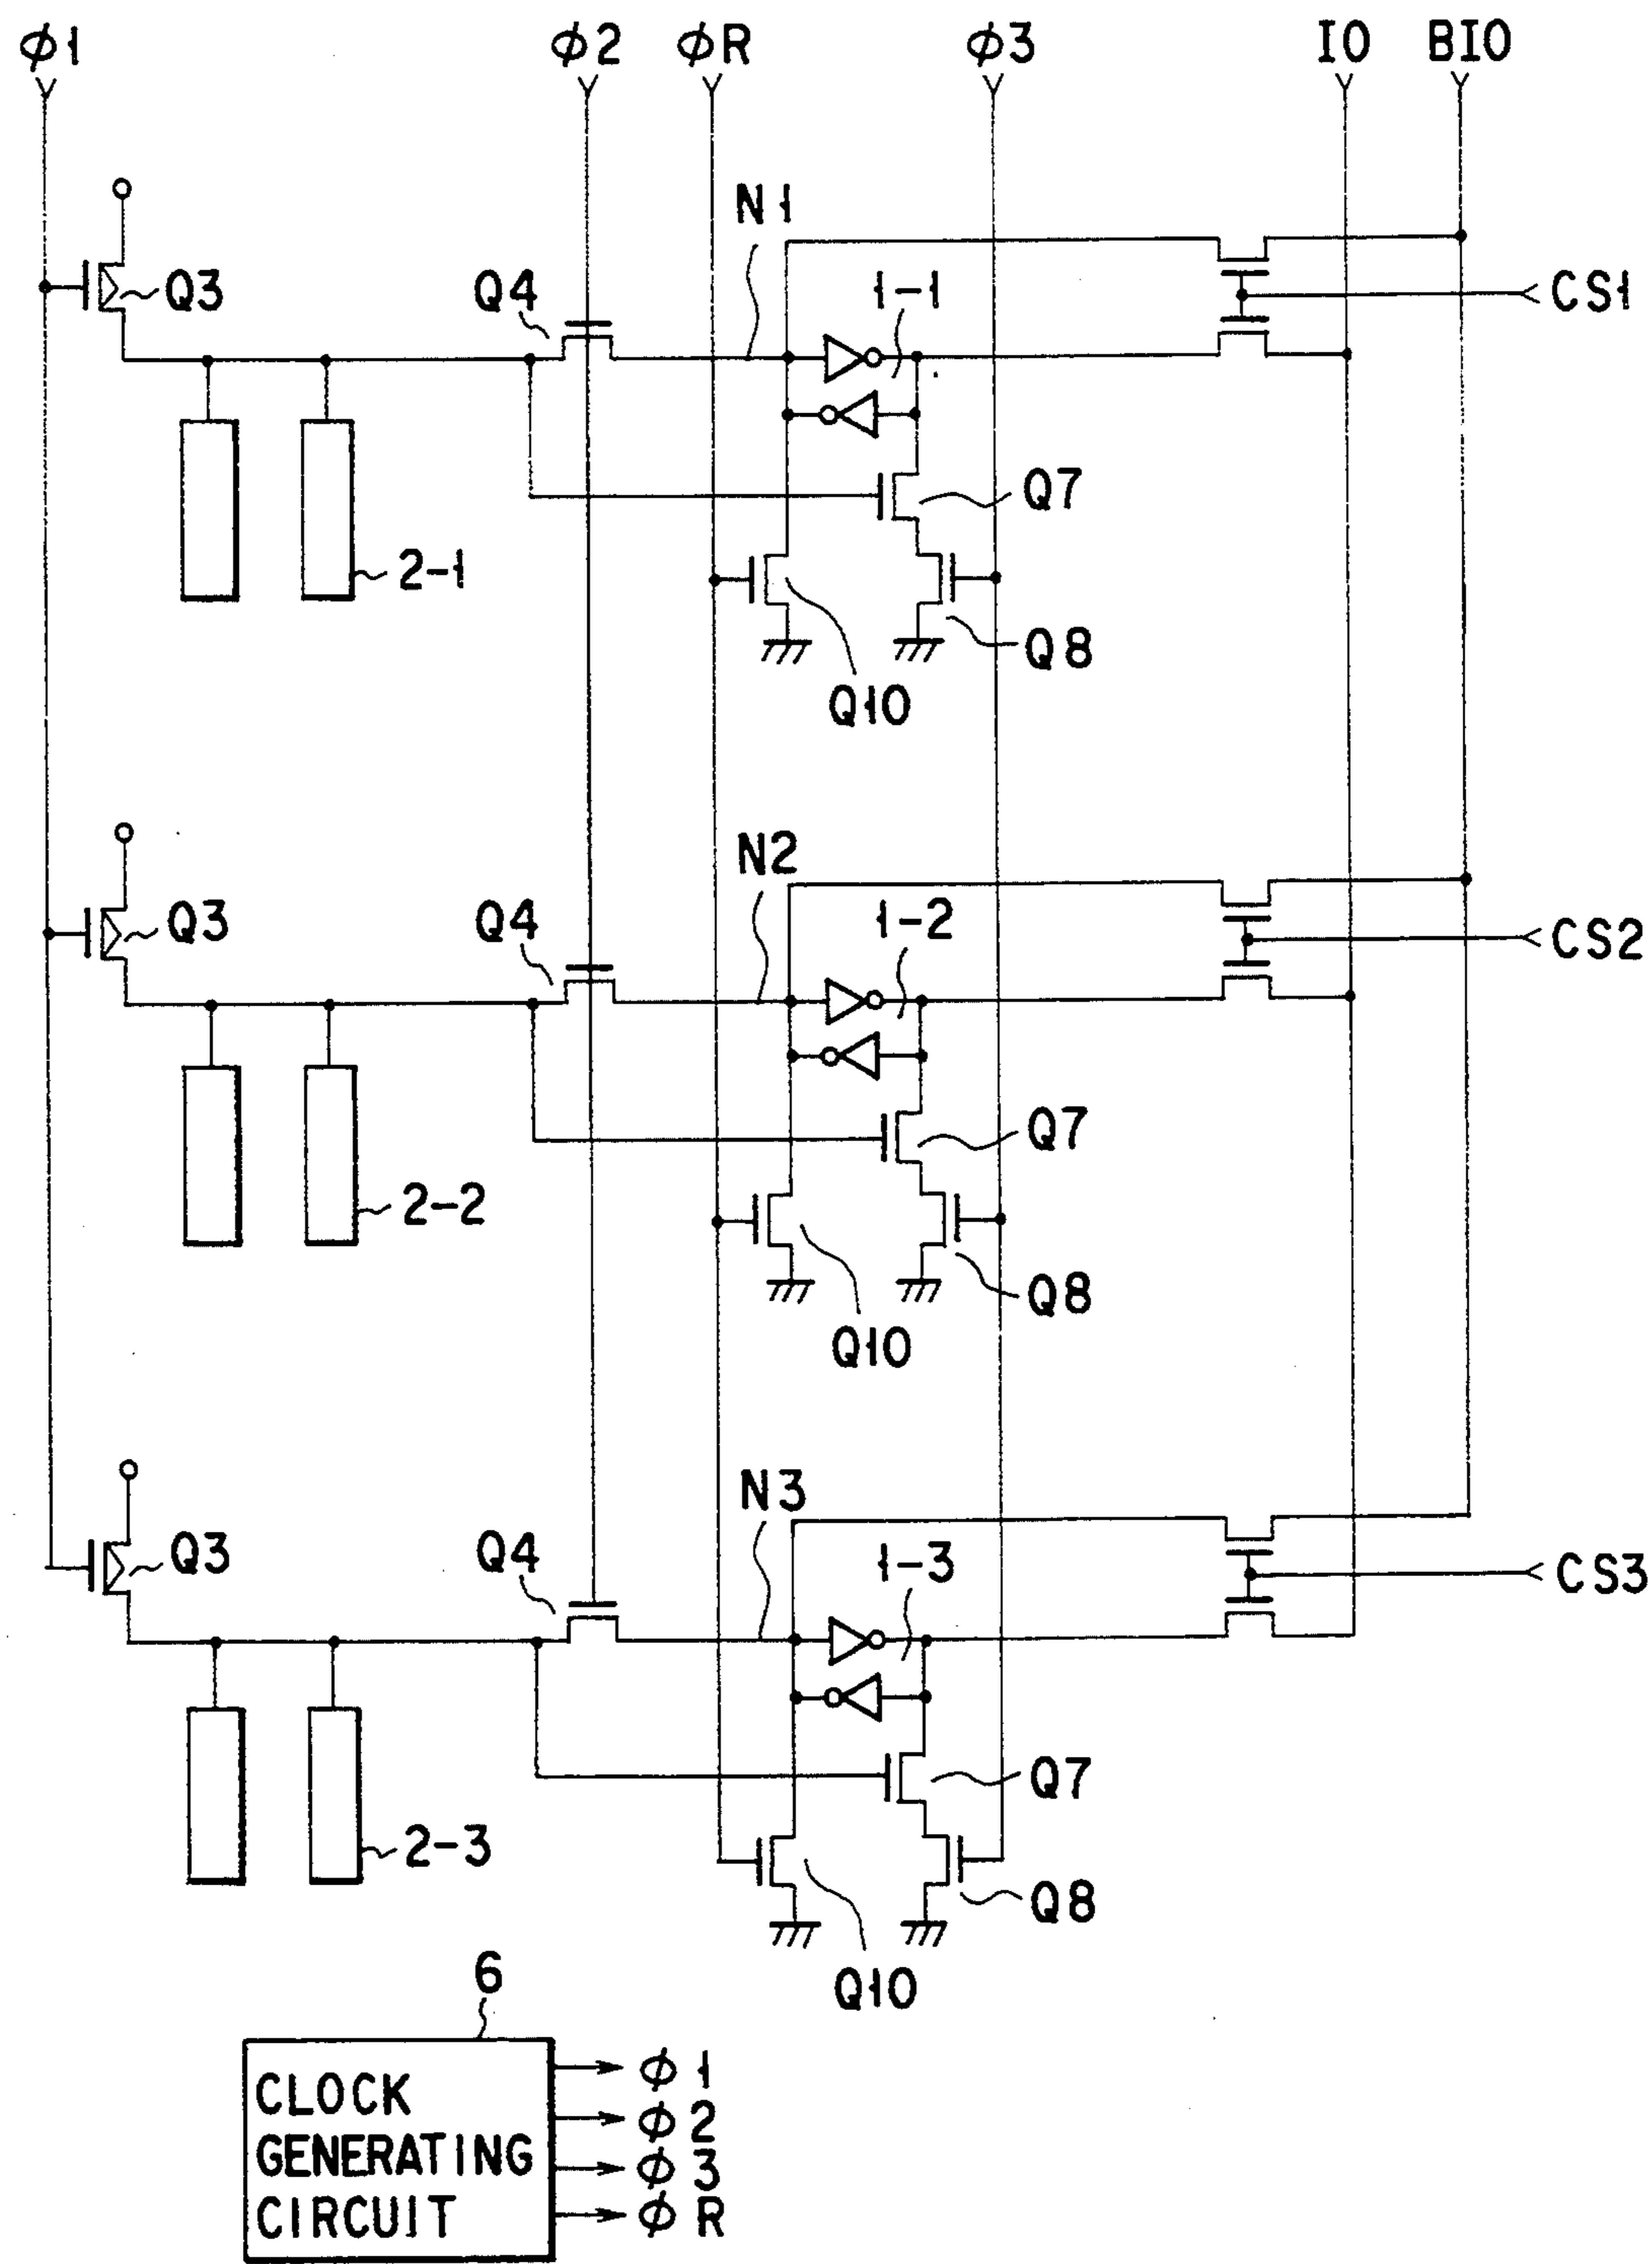 ϕ1 ϕ2 ϕR ϕ3 IO BIO
N1
Q3 Q4 1-1 CS1
Q7
2-1
Q8
Q10
N2
Q3 Q4 1-2 CS2
Q7
2-2
Q8
Q10
N3
Q3 Q4 1-3 CS3
Q7
2-3
Q8
Q10
6
CLOCK
GENERATING
CIRCUIT
ϕ1
ϕ2
ϕ3
ϕR